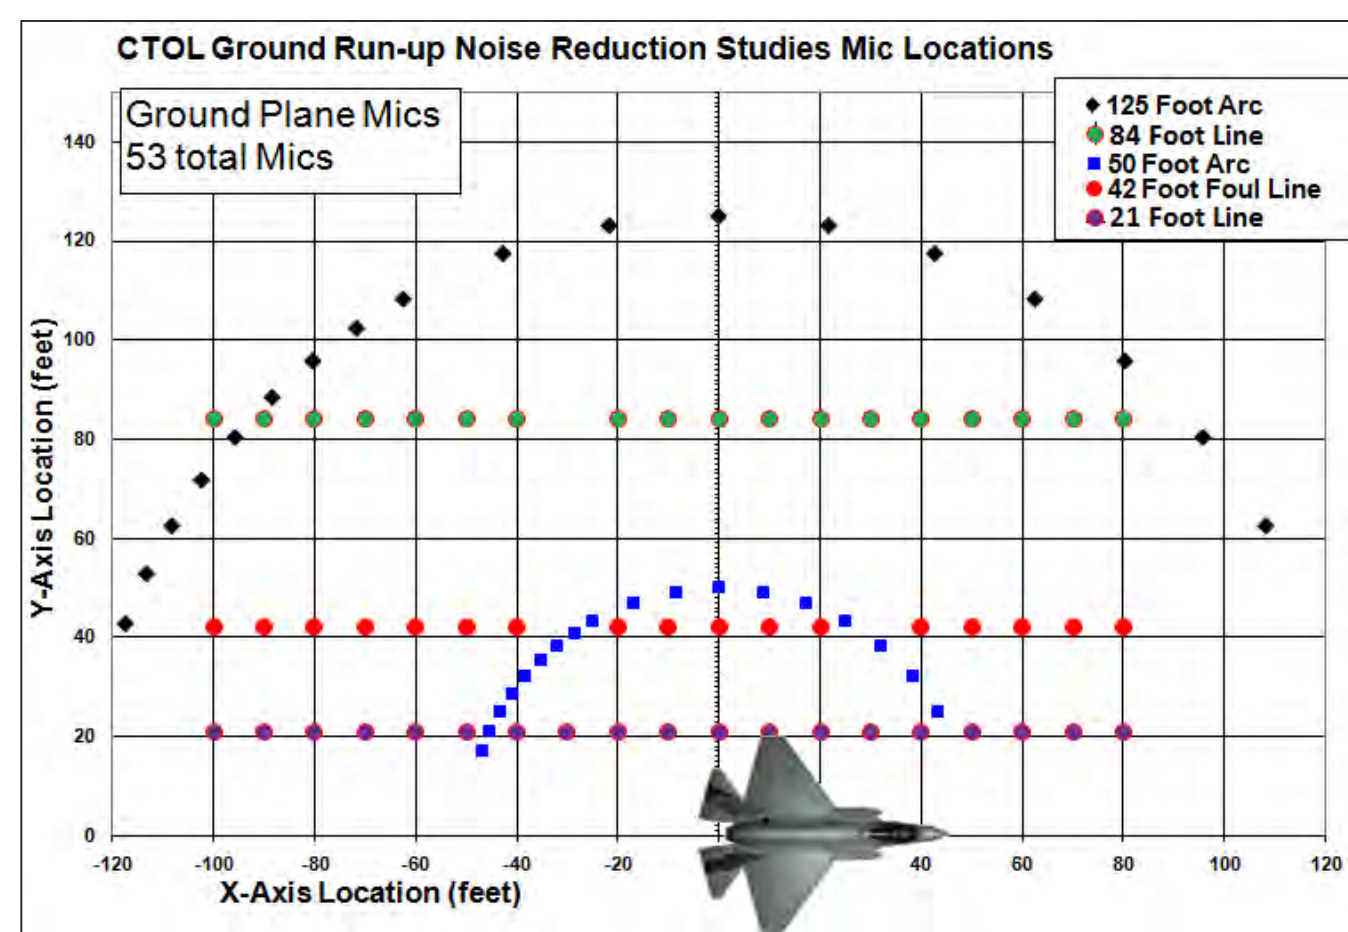 CTOL Ground Run-up Noise Reduction Studies Mic Locations
Ground Plane Mics
53 total Mics
125 Foot Arc
84 Foot Line
50 Foot Arc
42 Foot Foul Line
21 Foot Line
Y-Axis Location (feet)
140
120
100
80
60
40
20
0
-120 -100 -80 -60 -40 -20 40 60 80 100 120
X-Axis Location (feet)